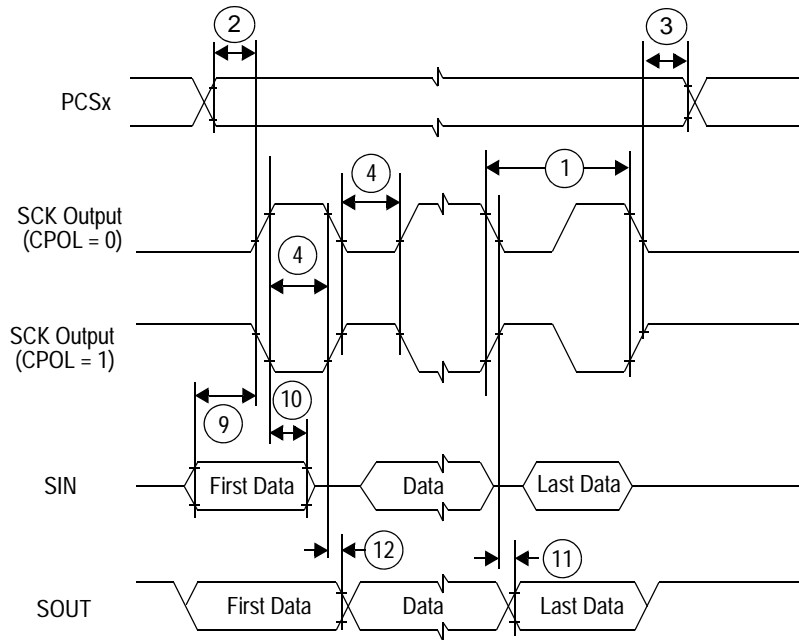 2
3
PCSx
4
1
SCK Output
(CPOL = 0)
4
SCK Output
(CPOL = 1)
10
9
SIN
First Data
Data
Last Data
12
11
SOUT
First Data
Data
Last Data